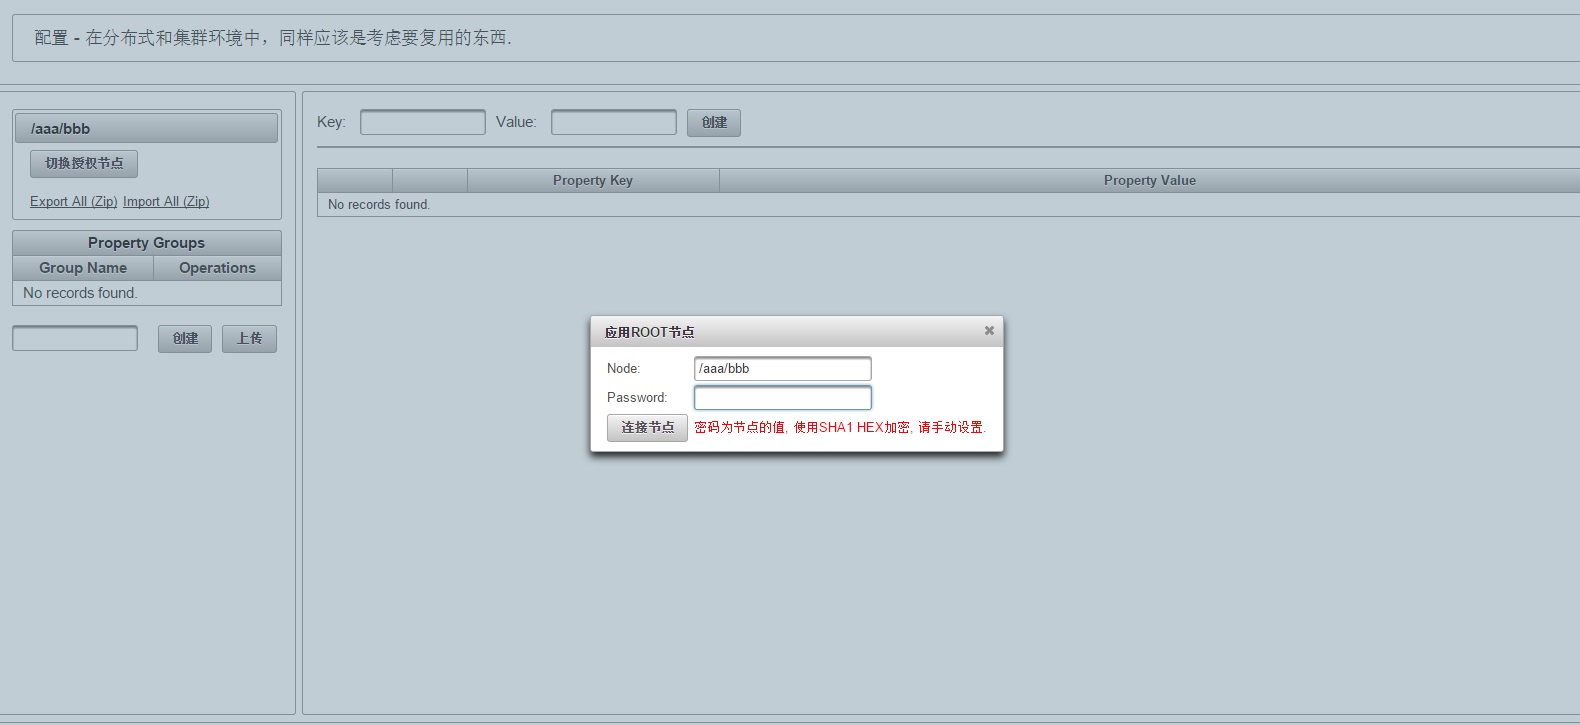 配置 - 在分布式和集群环境中，同样应该是考虑要复用的东西.
/aaa/bbb
切换授权节点
Export All (Zip) Import All (Zip)
Property Groups
Group Name Operations
No records found.
创建 上传
Key: Value: 创建
Property Key Property Value
No records found.
应用ROOT节点
Node: /aaa/bbb
Password:
连接节点 密码为节点的值, 使用SHA1 HEX加密, 请手动设置.